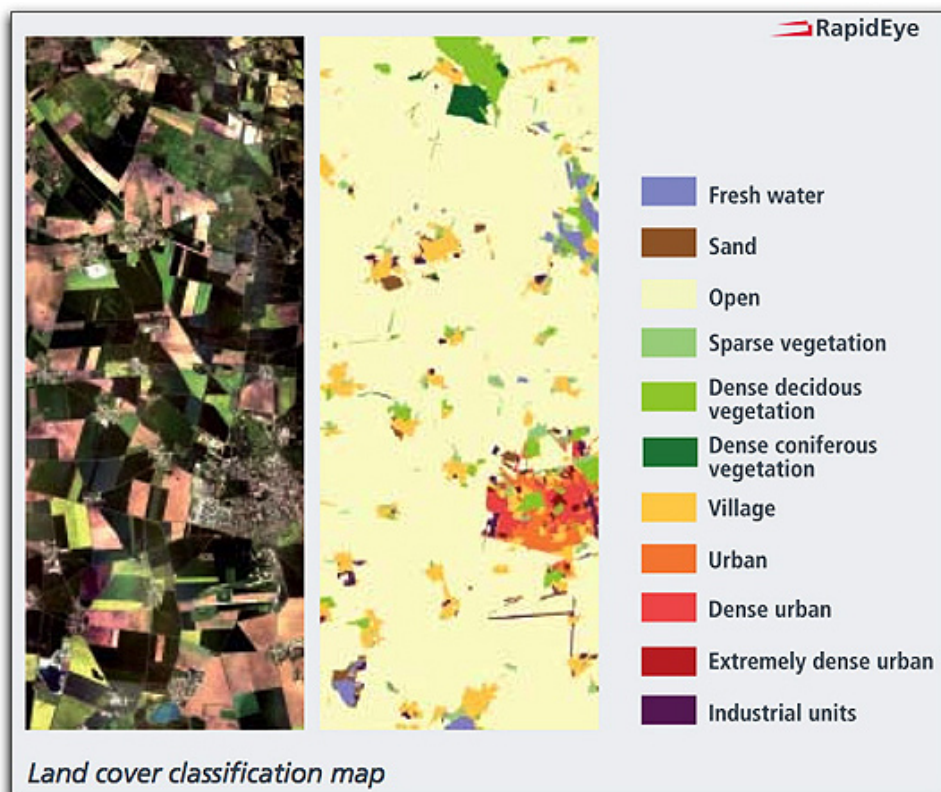 RapidEye
Fresh water
Sand
Open
Sparse vegetation
Dense decidous
vegetation
Dense coniferous
vegetation
Village
Urban
Dense urban
Extremely dense urban
Industrial units
Land cover classification map